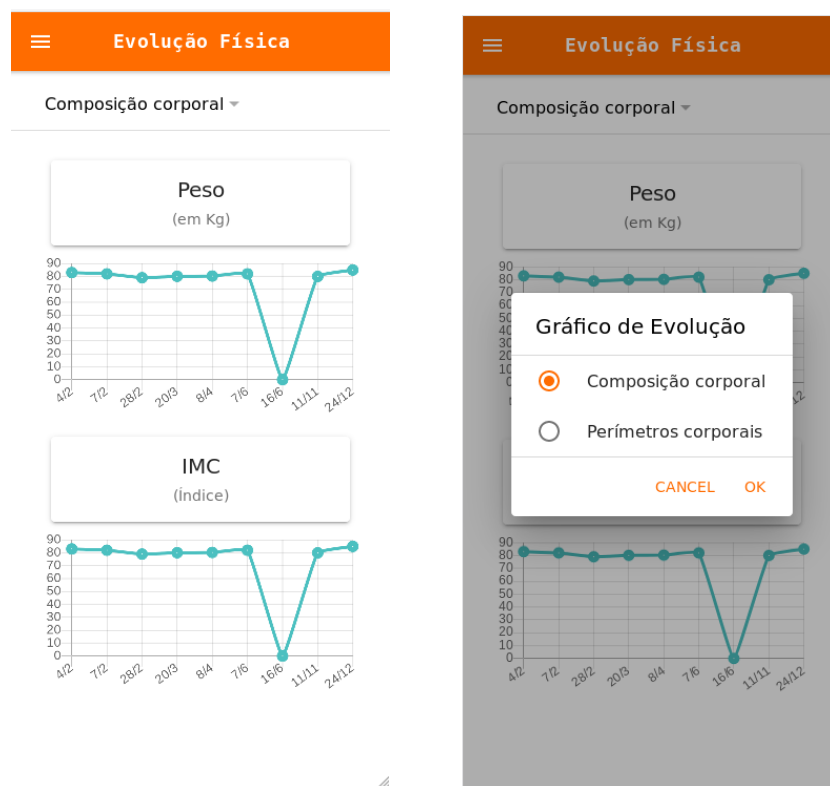 Evolução Física
Composição corporal
Peso
(em Kg)
90
80
70
60
50
40
30
20
10
0
4/2 7/2 28/2 20/3 8/4 7/6 16/6 11/11 24/12
IMC
(Índice)
90
80
70
60
50
40
30
20
10
0
4/2 7/2 28/2 20/3 8/4 7/6 16/6 11/11 24/12
Evolução Física
Composição corporal
Peso
(em Kg)
90
80
70
Gráfico de Evolução
Composição corporal
Perímetros corporais
CANCEL OK
90
80
70
60
50
40
30
20
10
0
4/2 7/2 28/2 20/3 8/4 7/6 16/6 11/11 24/12